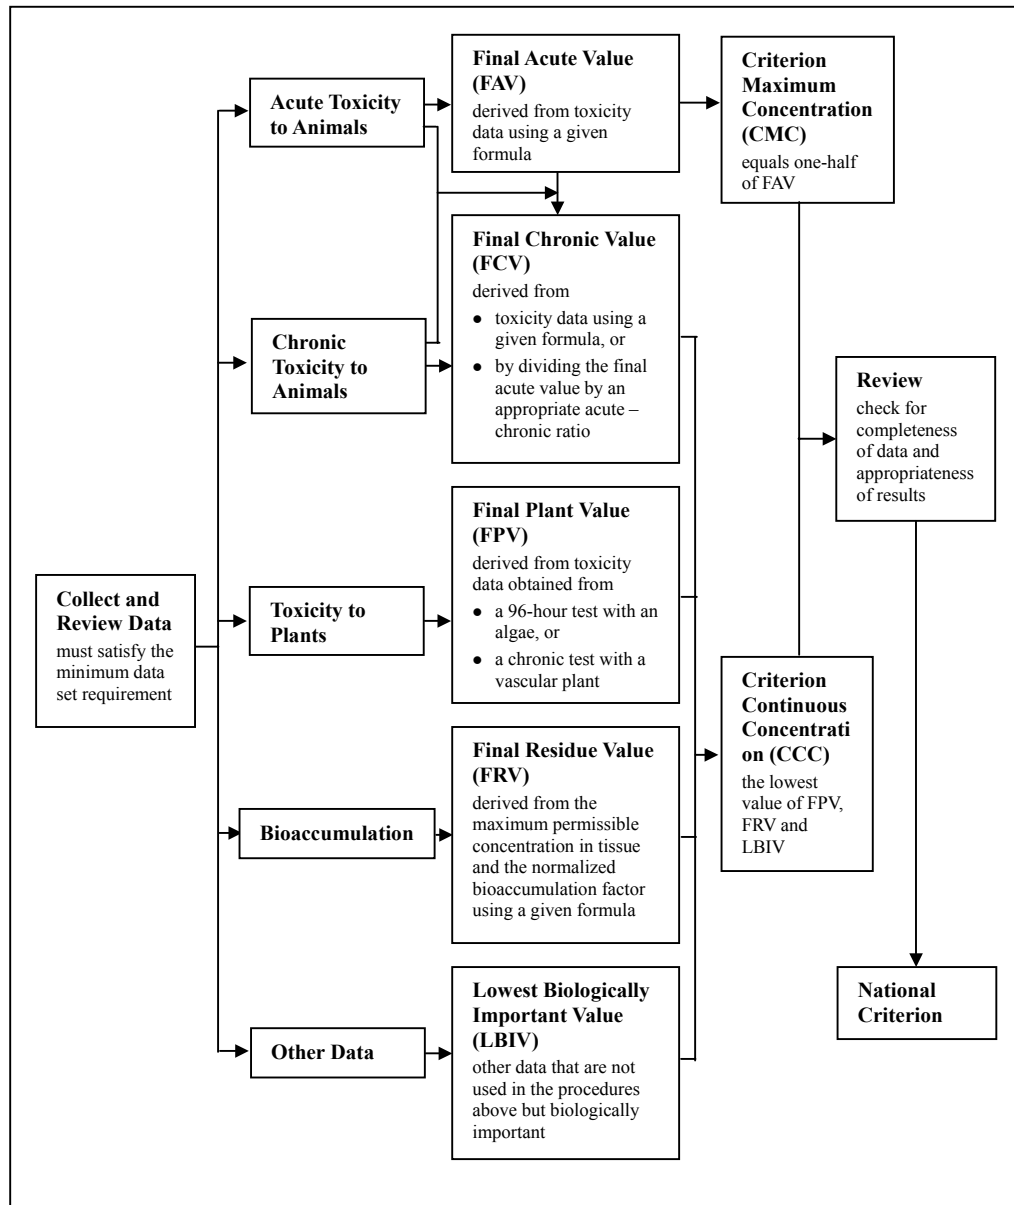 Collect and
Review Data
must satisfy the
minimum data
set requirement
Acute Toxicity
to Animals
Chronic
Toxicity to
Animals
Toxicity to
Plants
Bioaccumulation
Other Data
Final Acute Value
(FAV)
derived from toxicity
data using a given
formula
Final Chronic Value
(FCV)
derived from
● toxicity data using a
given formula, or
● by dividing the final
acute value by an
appropriate acute –
chronic ratio
Final Plant Value
(FPV)
derived from toxicity
data obtained from
● a 96-hour test with an
algae, or
● a chronic test with a
vascular plant
Final Residue Value
(FRV)
derived from the
maximum permissible
concentration in tissue
and the normalized
bioaccumulation factor
using a given formula
Lowest Biologically
Important Value
(LBIV)
other data that are not
used in the procedures
above but biologically
important
Criterion
Maximum
Concentration
(CMC)
equals one-half
of FAV
Criterion
Continuous
Concentrati
on (CCC)
the lowest
value of FPV,
FRV and
LBIV
Review
check for
completeness
of data and
appropriateness
of results
National
Criterion